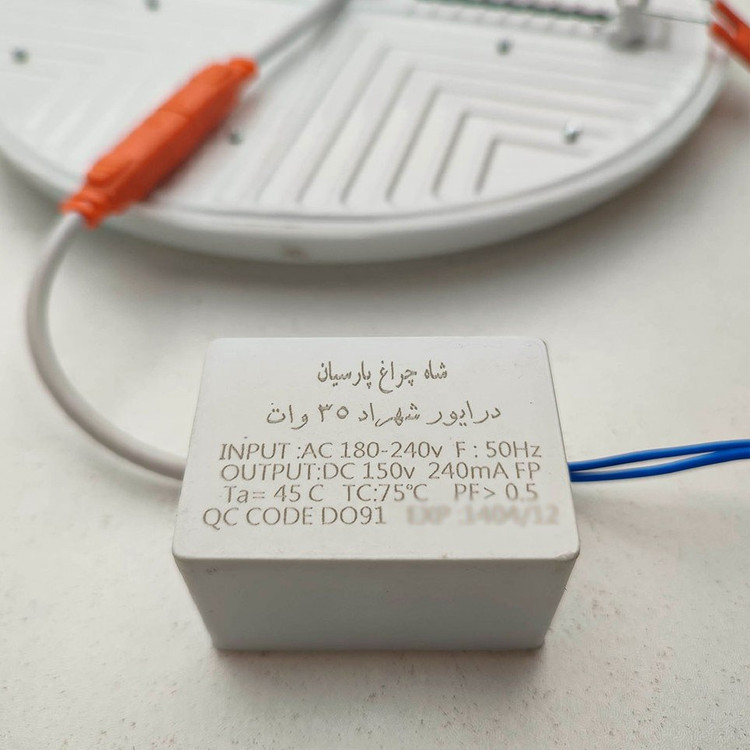 شاه چراغ پارسیان
درایور شهراد ۳۵ وات
INPUT :AC 180-240v F : 50Hz
OUTPUT:DC 150v 240mA FP
Ta= 45 C TC:75°C PF> 0.5
QC CODE DO91 EXP :1404/12